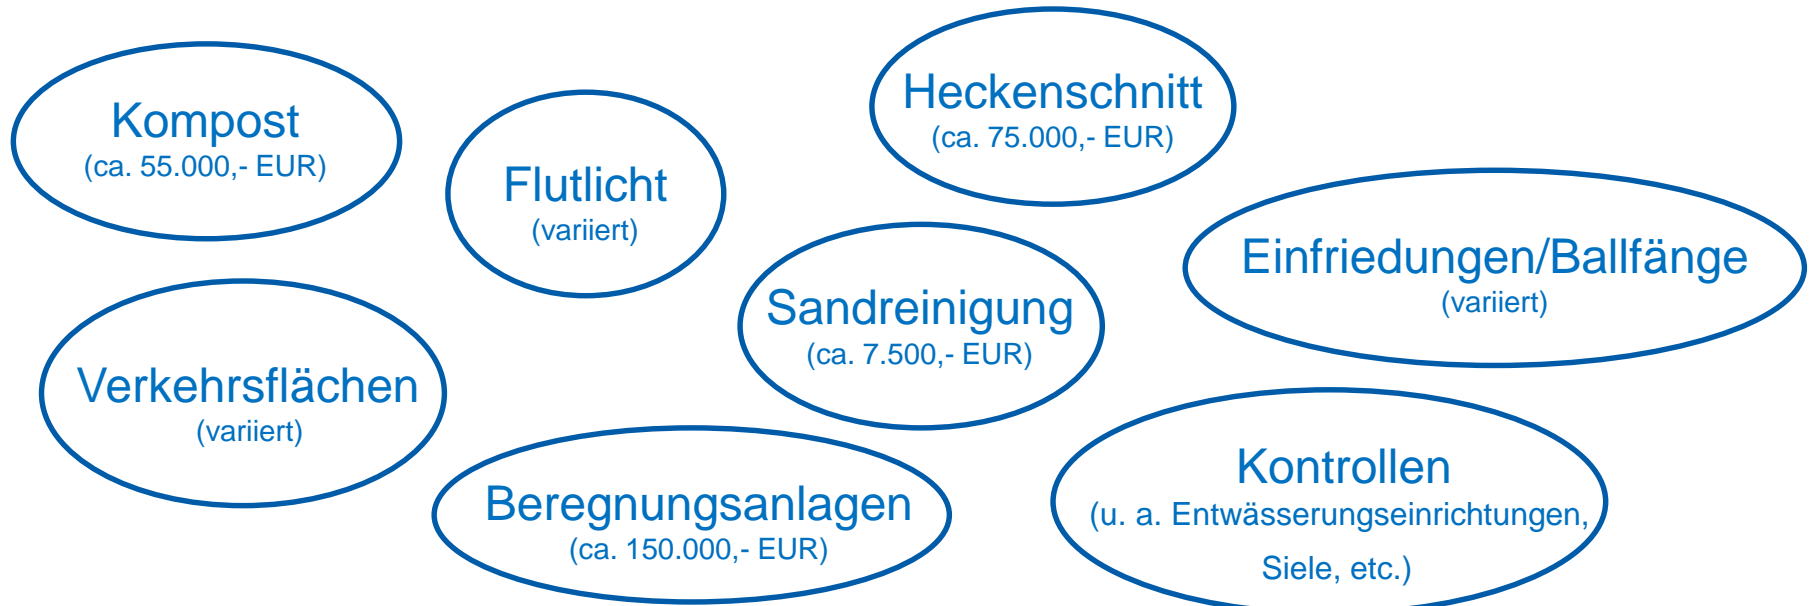 Kompost
(ca. 55.000,- EUR)
Flutlicht
(variiert)
Heckenschnitt
(ca. 75.000,- EUR)
Einfriedungen/Ballfänge
(variiert)
Sandreinigung
(ca. 7.500,- EUR)
Verkehrsflächen
(variiert)
Beregnungsanlagen
(ca. 150.000,- EUR)
Kontrollen
(u. a. Entwässerungseinrichtungen,
Siele, etc.)